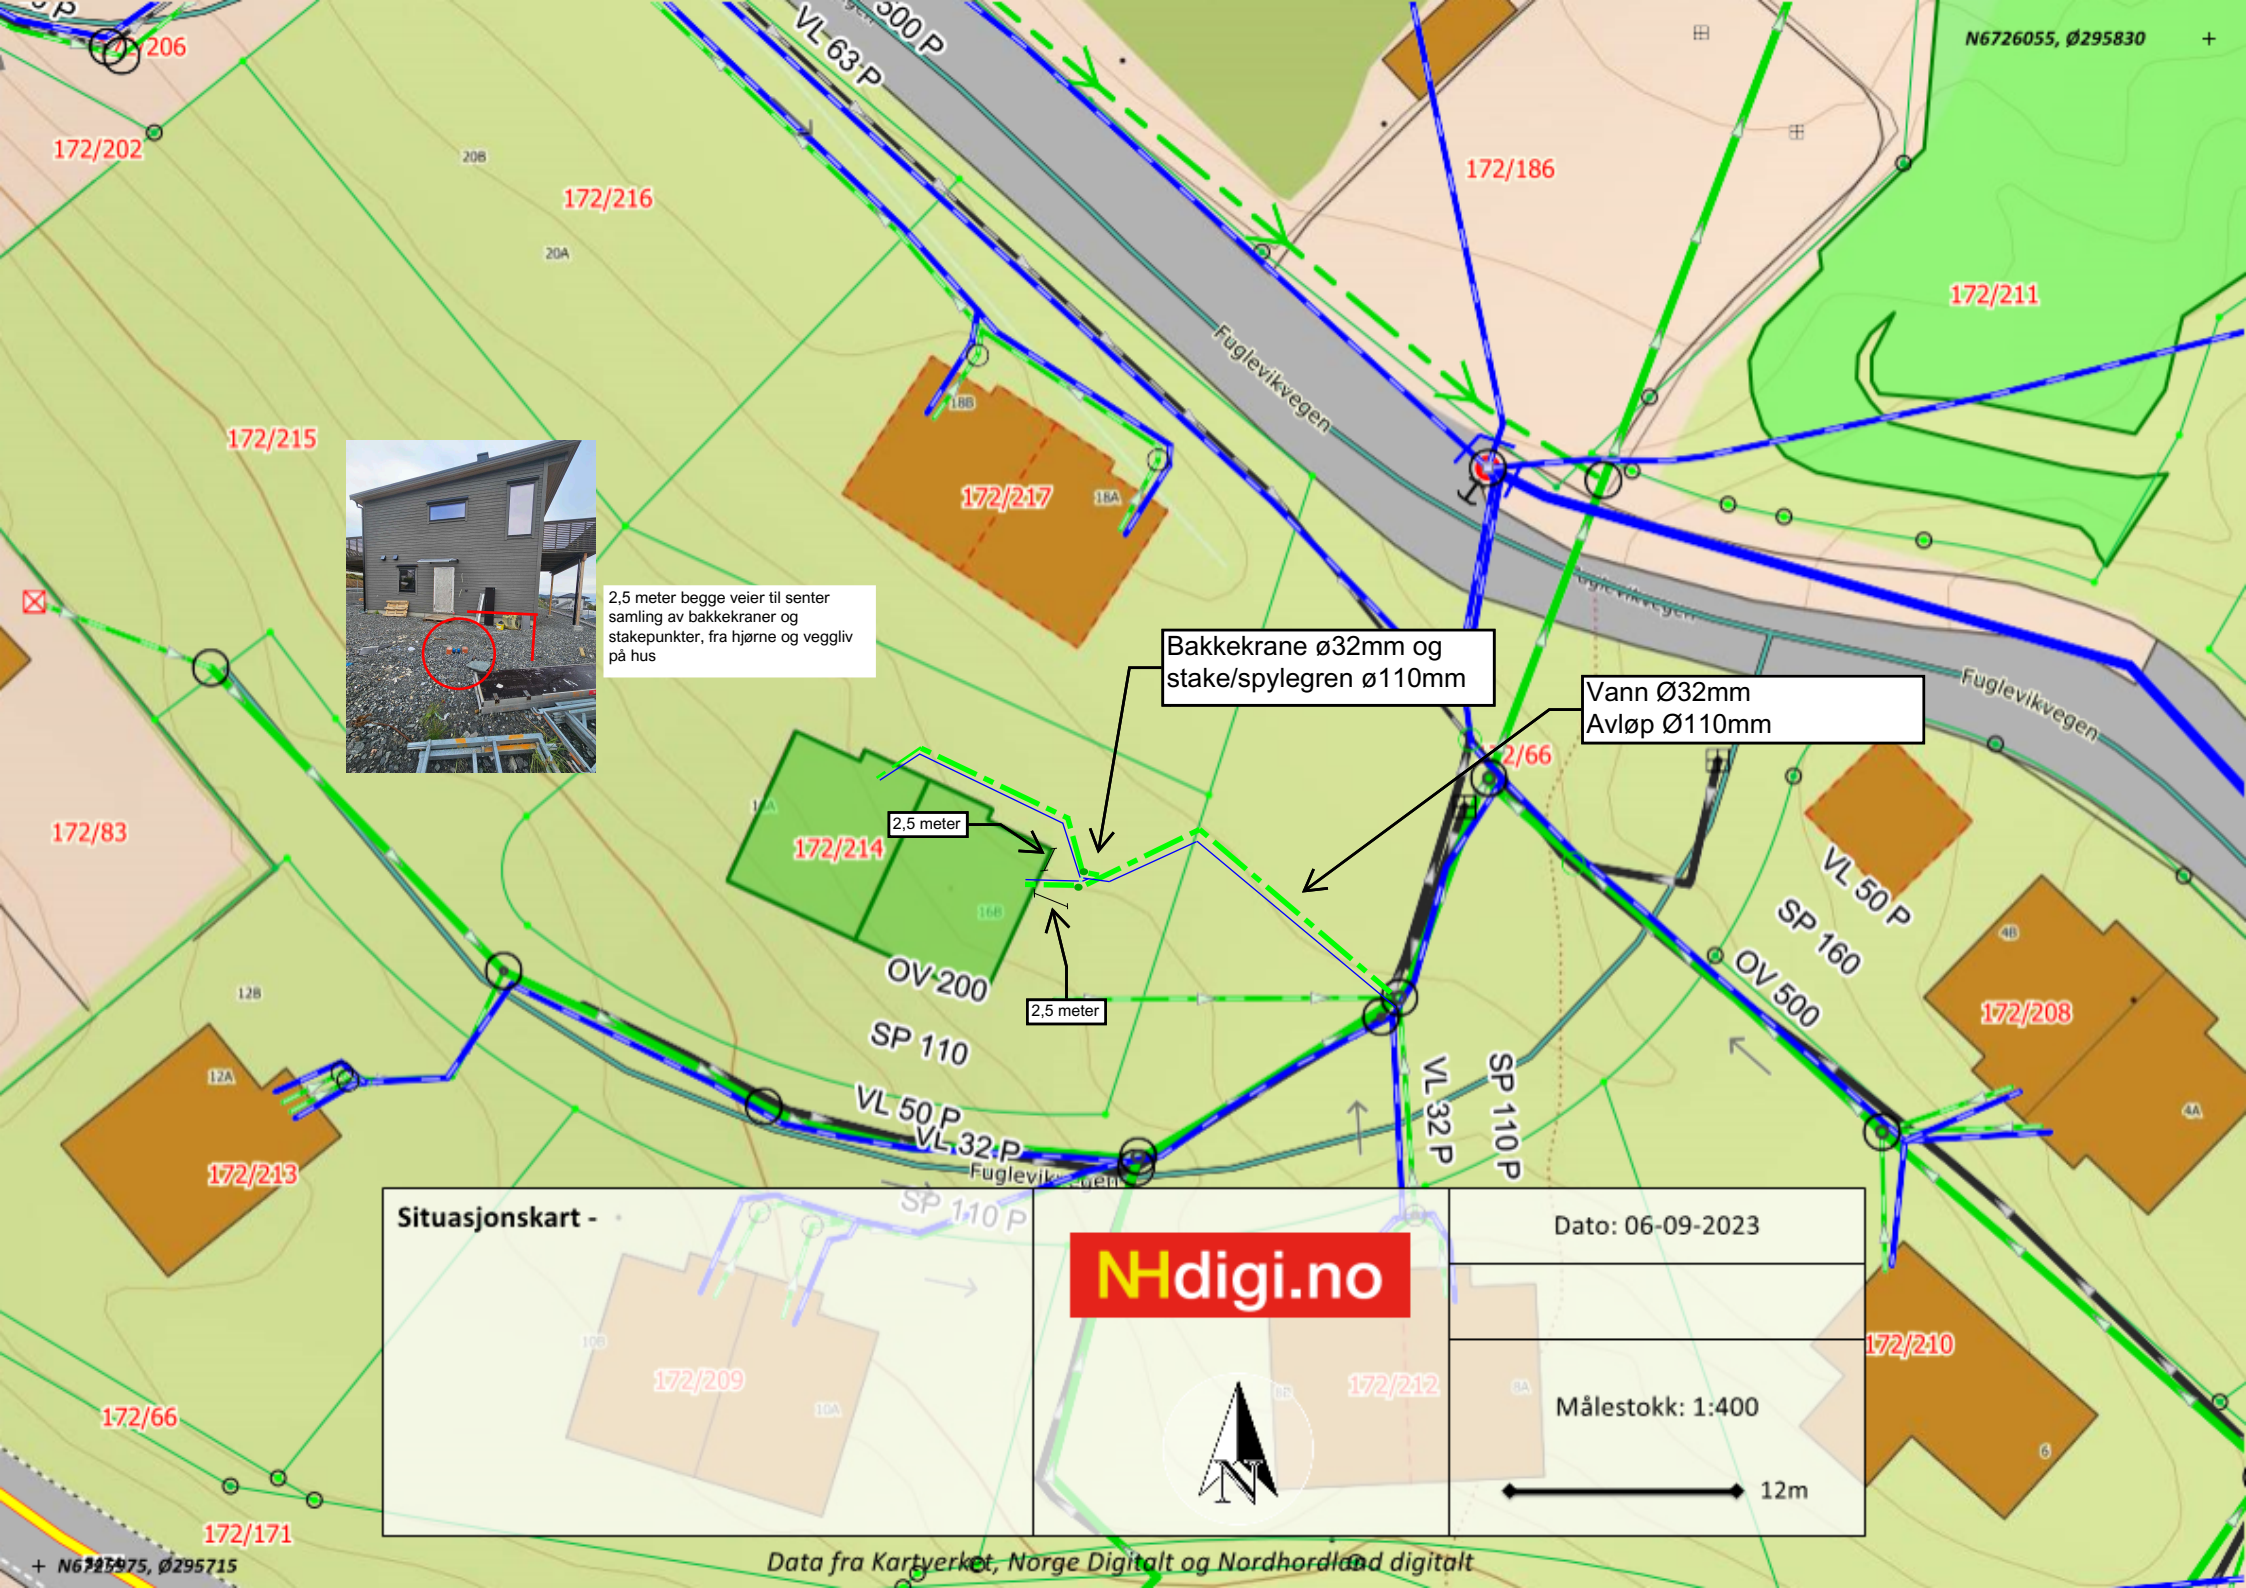 N6726055, Ø295830
500 P
VL 63 P
172/206
172/202
20B
172/216
20A
172/186
172/211
Fuglevikvegen
18B
172/217
18A
172/215
2,5 meter begge veier til senter
samling av bakkekraner og
stakepunkter, fra hjørne og veggliv
på hus
Bakkekrane ø32mm og
stake/spylegren ø110mm
Vann Ø32mm
Avløp Ø110mm
Fuglevikvegen
Fuglevikvegen
172/83
172/214
2,5 meter
16B
2,5 meter
OV 200
SP 110
VL 50 P
VL 32 P
Fuglevikvegen
SP 110 P
VL 32 P
SP 110 P
VL 50 P
SP 160
OV 500
4B
172/208
4A
12B
12A
172/213
Situasjonskart -
NHdigi.no
Dato: 06-09-2023
Målestokk: 1:400
12m
N
10B
172/209
10A
172/212
8A
172/210
6
172/66
172/171
N6725975, Ø295715
Data fra Kartverket, Norge Digitalt og Nordhordland digitalt